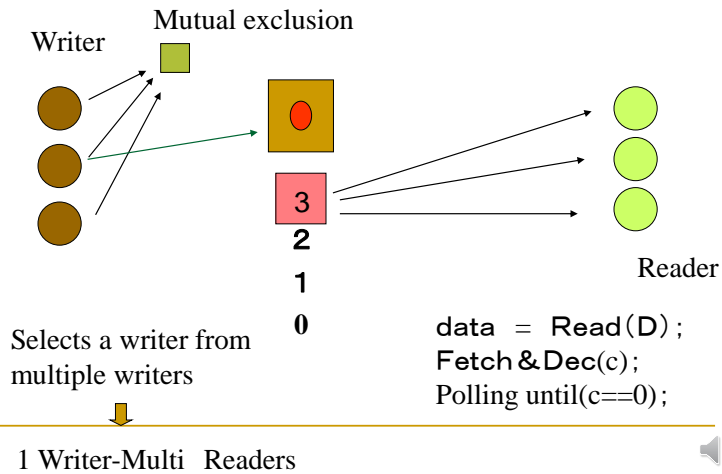 Mutual exclusion
Writer
3
2
1
0
Reader
Selects a writer from
multiple writers
data = Read(D);
Fetch&Dec(c);
Polling until(c==0);
1 Writer-Multi Readers